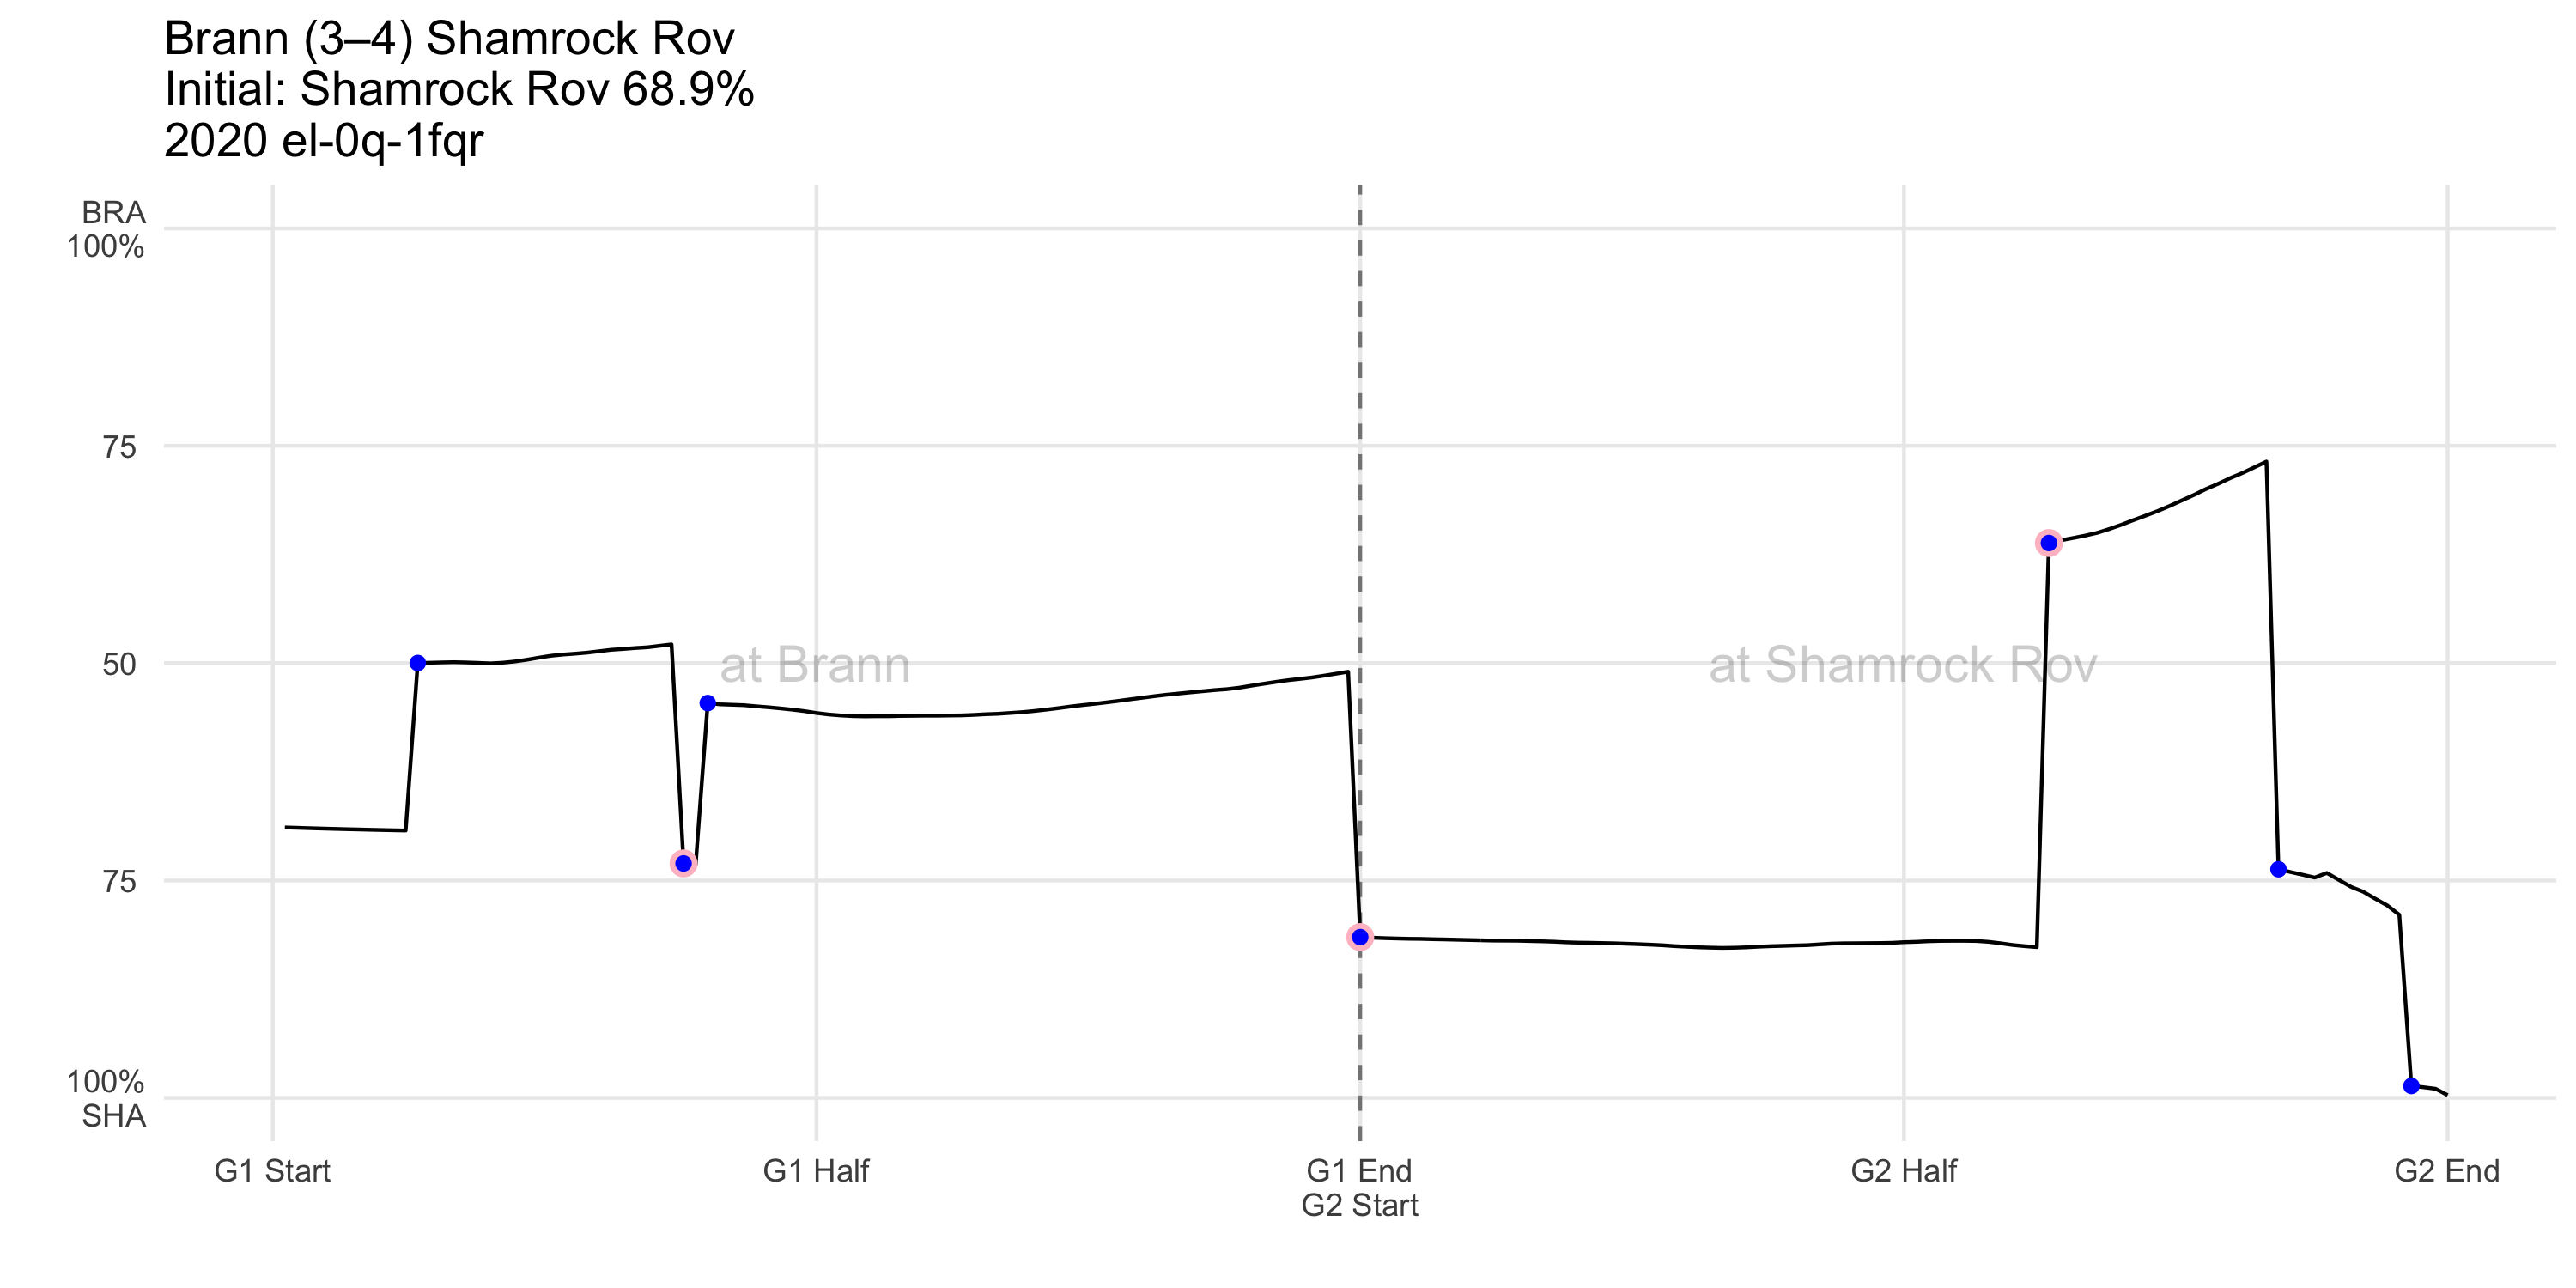 Brann (3–4) Shamrock Rov
Initial: Shamrock Rov 68.9%
2020 el-0q-1fqr
BRA
100%
75
50
75
100%
SHA
at Brann
at Shamrock Rov
G1 Start
G1 Half
G1 End
G2 Start
G2 Half
G2 End